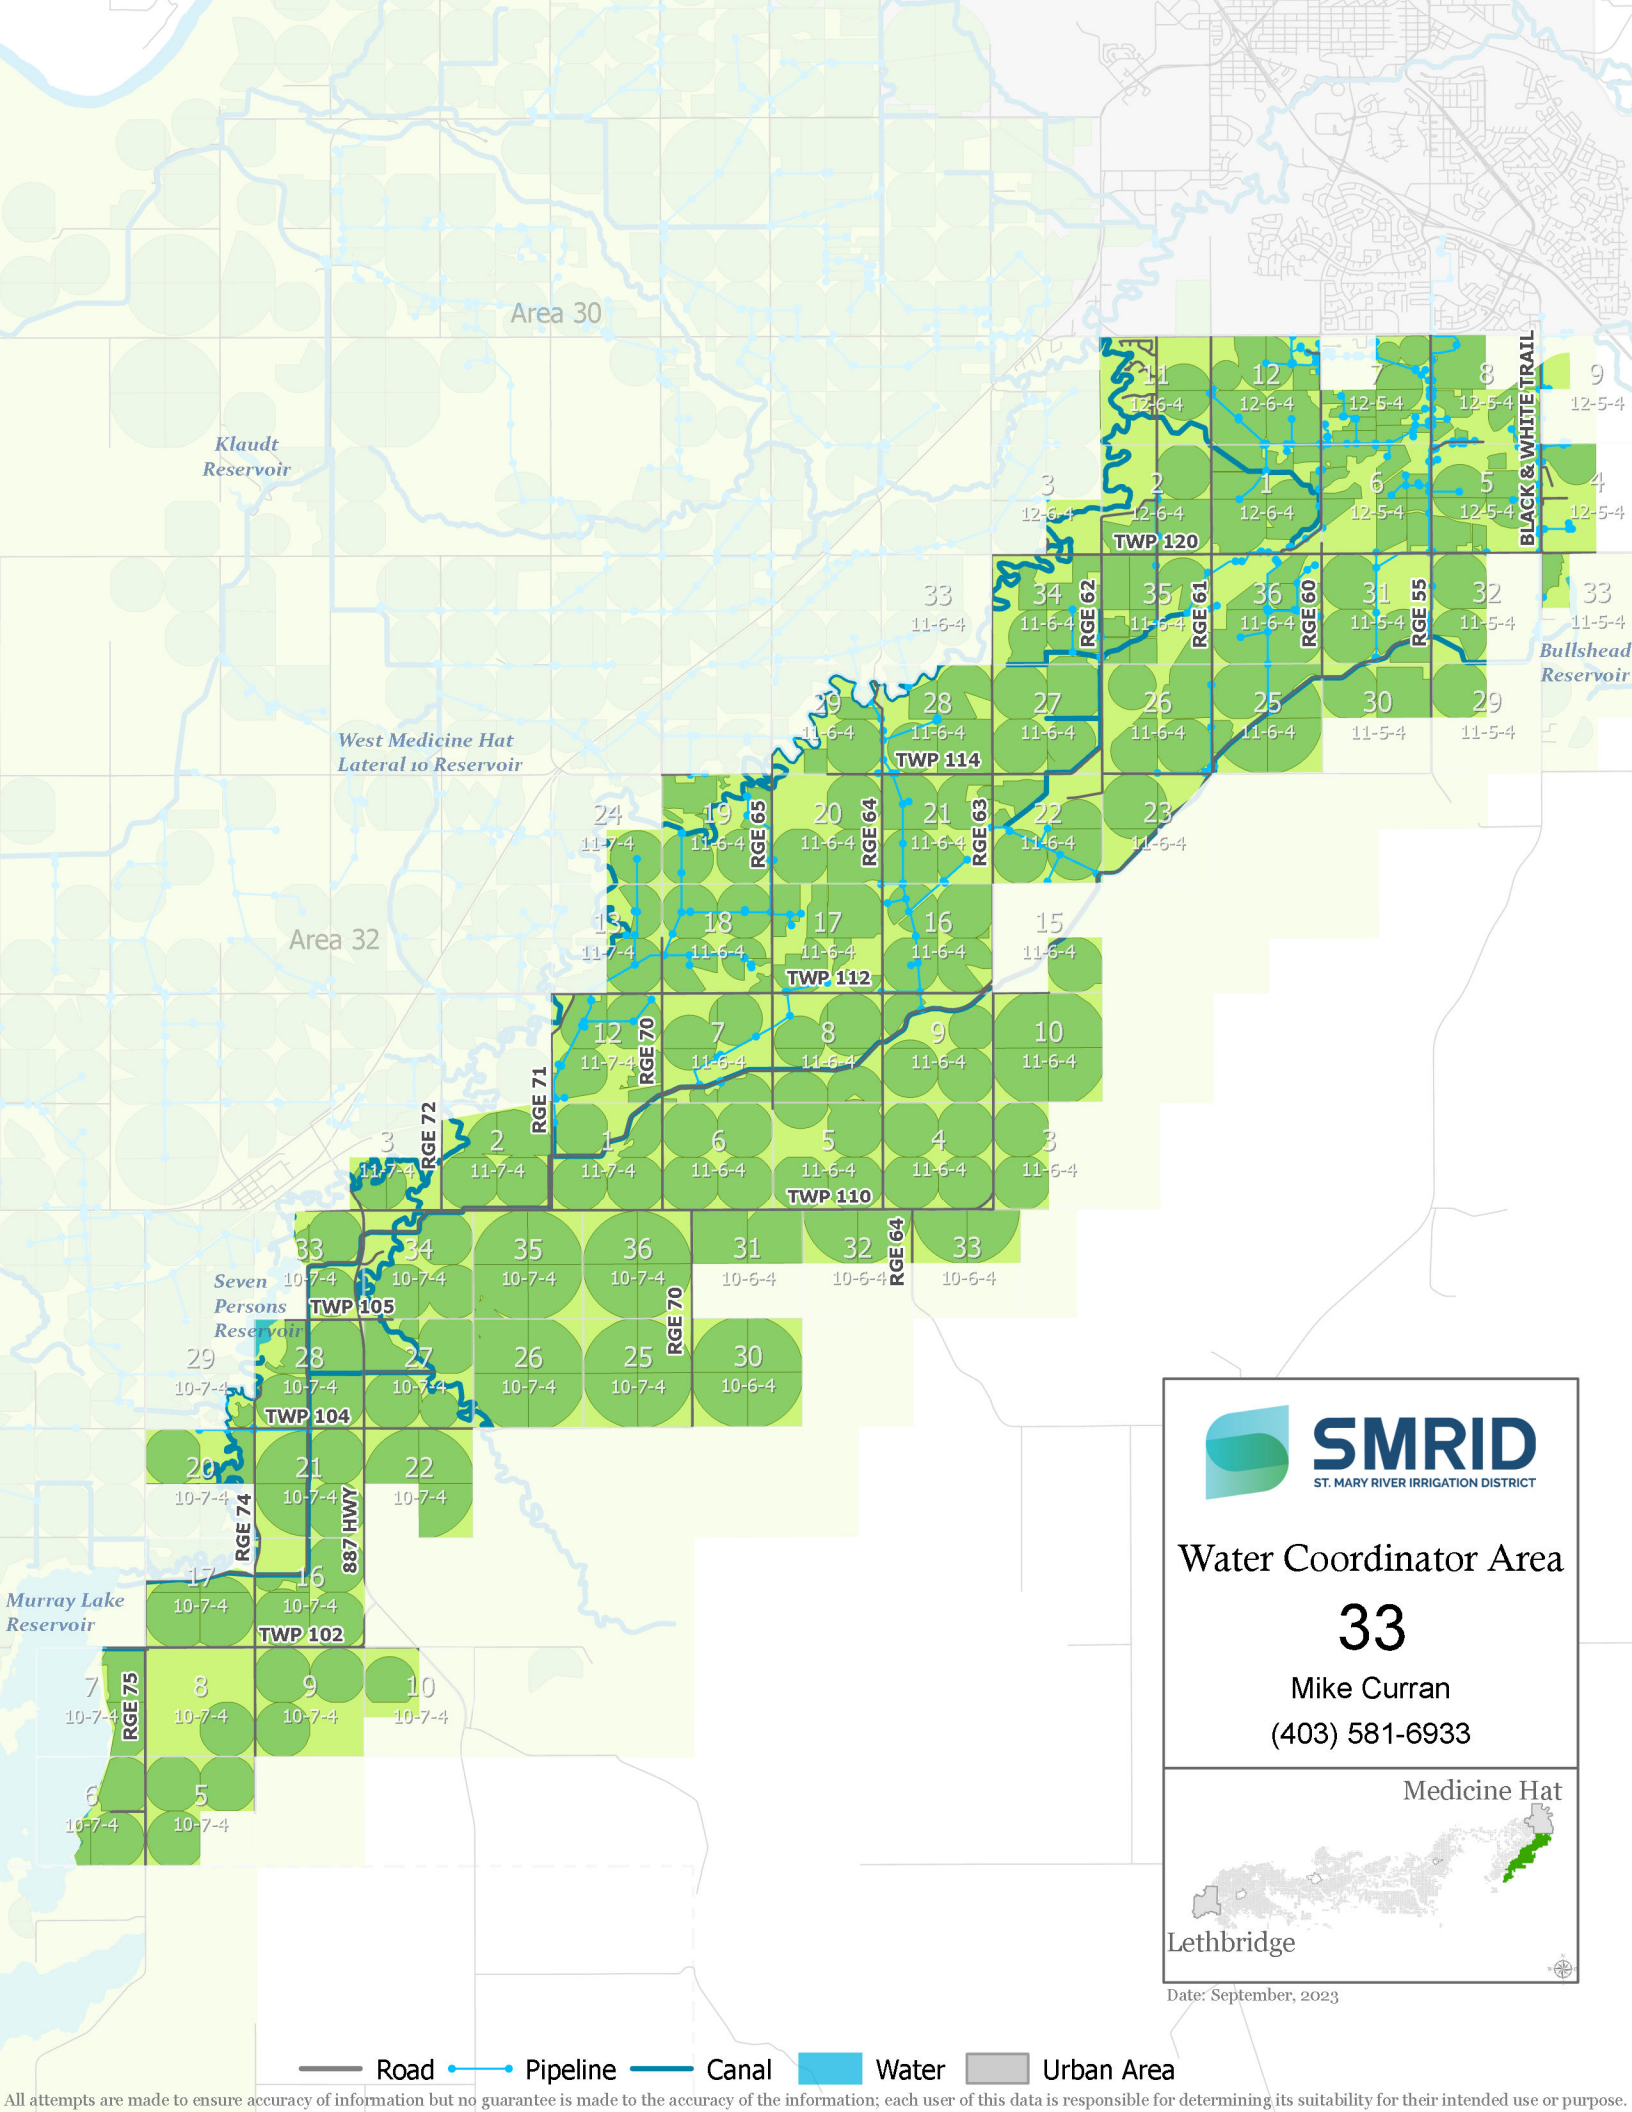 Area 30
BLACK & WHITE TRAIL
11
12-6-4
12
12-6-4
7
12-5-4
8
12-5-4
9
12-5-4
Klaudt
Reservoir
3
12-6-4
2
12-6-4
1
12-6-4
6
12-5-4
5
12-5-4
4
12-5-4
TWP 120
33
11-6-4
34
11-6-4
RGE 62
35
11-6-4
RGE 61
36
11-6-4
RGE 60
31
11-5-4
RGE 55
32
11-5-4
33
11-5-4
Bullshead
Reservoir
29
11-6-4
28
11-6-4
27
11-6-4
26
11-6-4
25
11-6-4
30
11-5-4
29
11-5-4
West Medicine Hat
Lateral 10 Reservoir
TWP 114
24
11-7-4
19
11-6-4
RGE 65
20
11-6-4
RGE 64
21
11-6-4
RGE 63
22
11-6-4
23
11-6-4
Area 32
13
11-7-4
18
11-6-4
17
11-6-4
16
11-6-4
15
11-6-4
TWP 112
12
11-7-4
RGE 70
7
11-6-4
8
11-6-4
9
11-6-4
10
11-6-4
RGE 72
RGE 71
3
11-7-4
2
11-7-4
1
11-7-4
6
11-6-4
5
11-6-4
4
11-6-4
3
11-6-4
TWP 110
33
10-7-4
34
10-7-4
35
10-7-4
36
10-7-4
31
10-6-4
32
10-6-4
RGE 64
33
10-6-4
Seven
Persons
Reservoir
TWP 105
RGE 70
29
10-7-4
28
10-7-4
27
10-7-4
26
10-7-4
25
10-7-4
30
10-6-4
TWP 104
20
10-7-4
21
10-7-4
22
10-7-4
RGE 74
887 HWY
17
10-7-4
16
10-7-4
Murray Lake
Reservoir
TWP 102
7
10-7-4
RGE 75
8
10-7-4
9
10-7-4
10
10-7-4
6
10-7-4
5
10-7-4
SMRID
ST. MARY RIVER IRRIGATION DISTRICT
Water Coordinator Area
33
Mike Curran
(403) 581-6933
Medicine Hat
Lethbridge
Date: September, 2023
Road
Pipeline
Canal
Water
Urban Area
All attempts are made to ensure accuracy of information but no guarantee is made to the accuracy of the information; each user of this data is responsible for determining its suitability for their intended use or purpose.